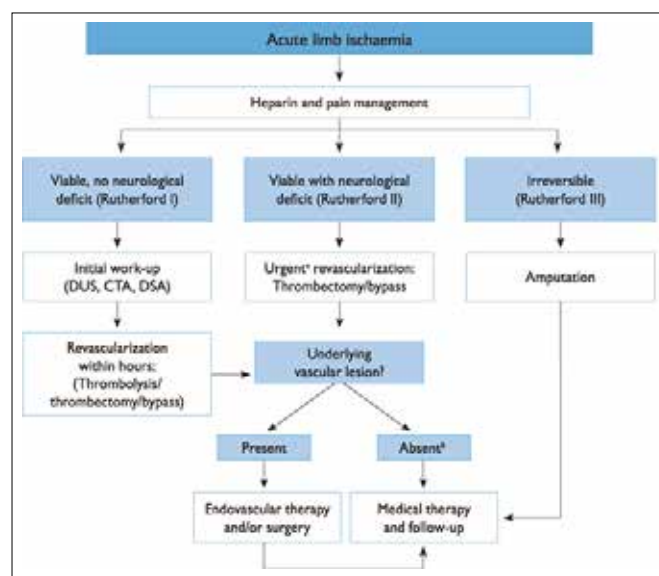 Acute limb ischaemia
Heparin and pain management
Viable, no neurological
deficit (Rutherford I)
Viable with neurological
deficit (Rutherford II)
Irreversible
(Rutherford III)
Initial work-up
(DUS, CTA, DSA)
Urgentª revascularization:
Thrombectomy/bypass
Amputation
Revascularization
within hours:
(Thrombolysis/
thrombectomy/bypass)
Underlying
vascular lesion?
Present
Absentᵇ
Endovascular therapy
and/or surgery
Medical therapy
and follow-up